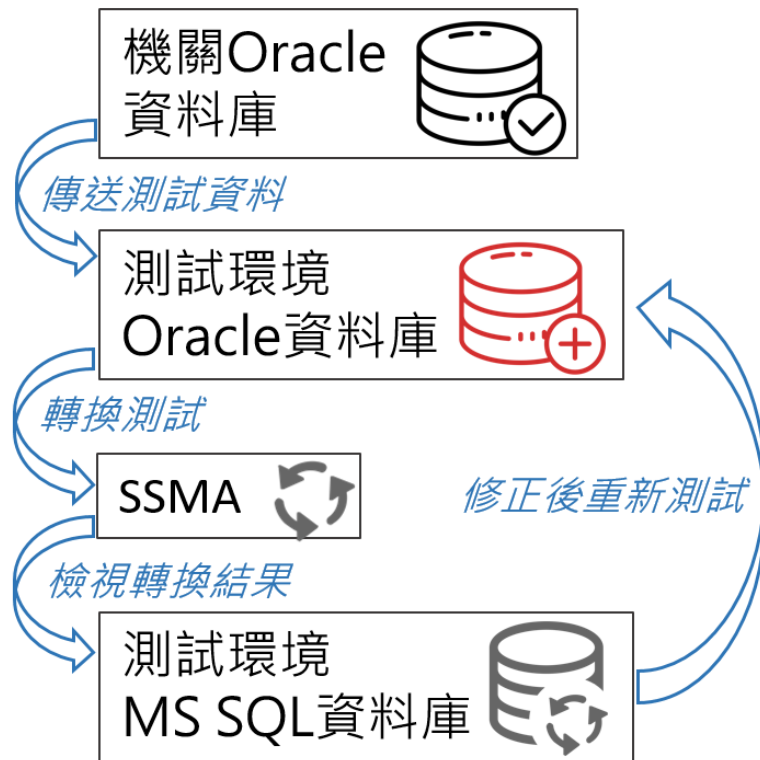 機關Oracle
資料庫
傳送測試資料
測試環境
Oracle資料庫
轉換測試
SSMA
修正後重新測試
檢視轉換結果
測試環境
MS SQL資料庫